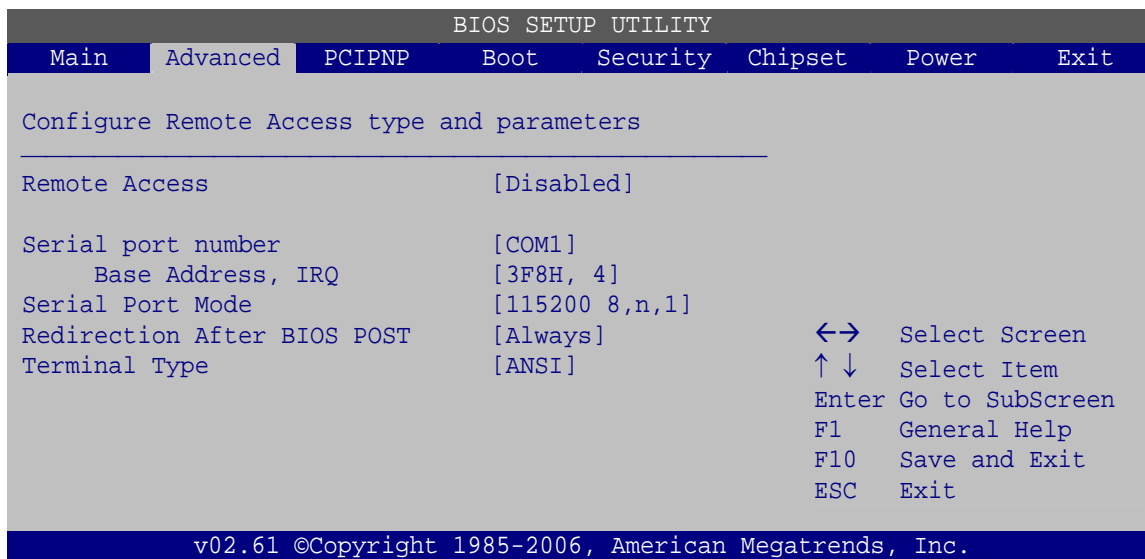 BIOS SETUP UTILITY
Main Advanced PCIPNP Boot Security Chipset Power Exit
Configure Remote Access type and parameters
Remote Access [Disabled]
Serial port number [COM1]
Base Address, IRQ [3F8H, 4]
Serial Port Mode [115200 8,n,1]
Redirection After BIOS POST [Always]
Terminal Type [ANSI]
←→ Select Screen
↑ ↓ Select Item
Enter Go to SubScreen
F1 General Help
F10 Save and Exit
ESC Exit
v02.61 ©Copyright 1985-2006, American Megatrends, Inc.